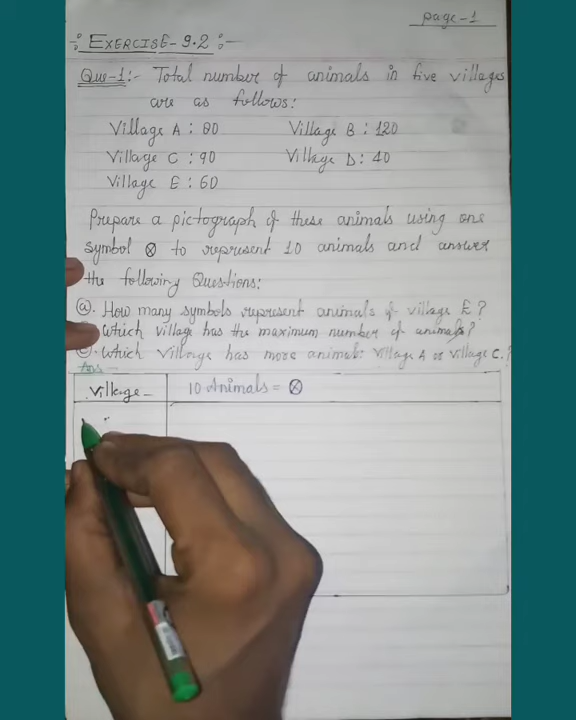 page-1
EXERCISE-9.2
Que-1:- Total number of animals in five villages
are as follows:
Village A : 80 Village B : 120
Village C : 90 Village D : 40
Village E : 60
Prepare a pictograph of these animals using one
symbol ⊗ to represent 10 animals and answer
the following Questions:
(a). How many symbols represent animals of village E?
Which village has the maximum number of animals?
(c). Which village has more animals: Village A or Village C.?
Ans-
Village- 10 Animals = ⊗